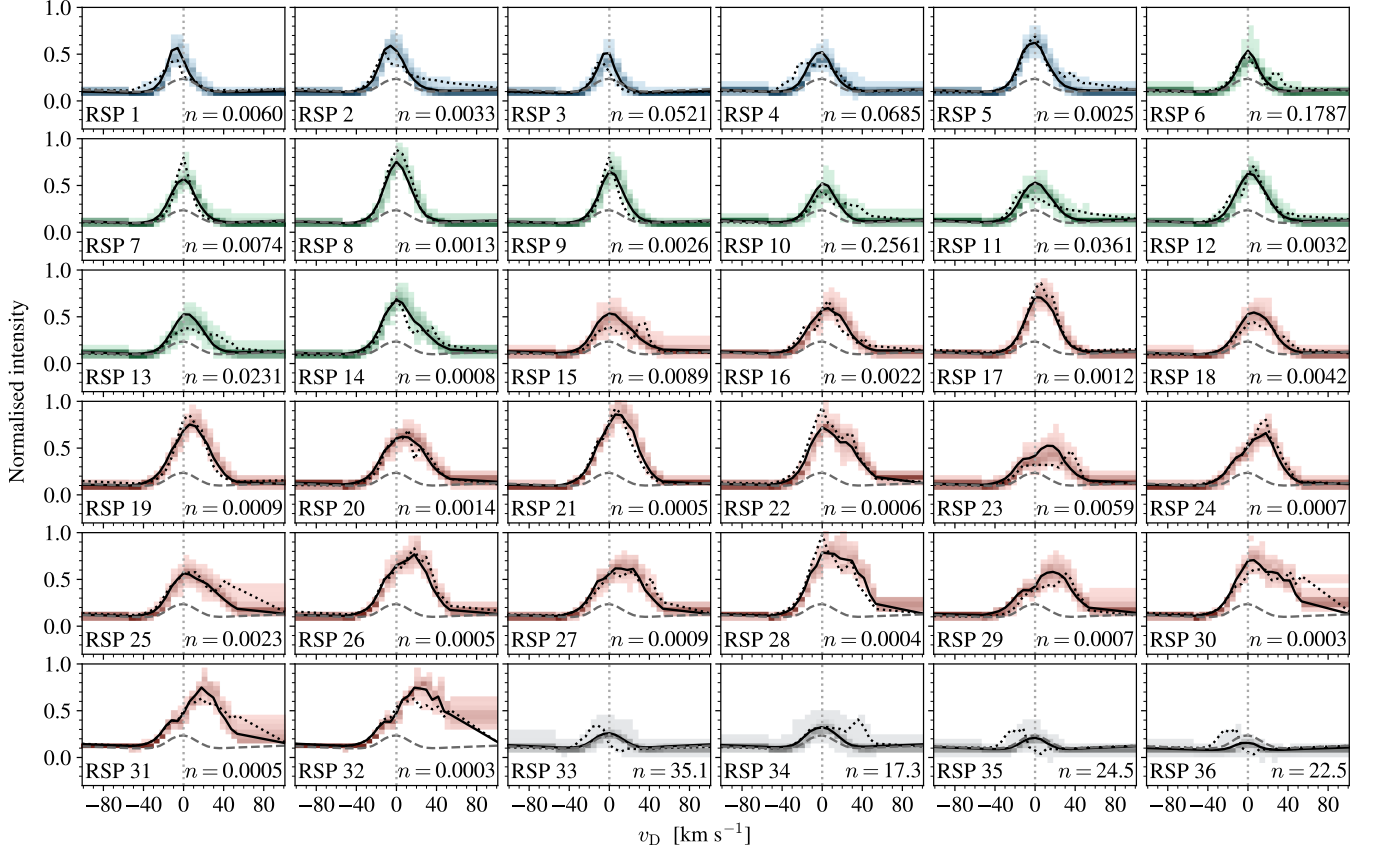 1.0
0.5
0.0
RSP 1 n = 0.0060
RSP 2 n = 0.0033
RSP 3 n = 0.0521
RSP 4 n = 0.0685
RSP 5 n = 0.0025
RSP 6 n = 0.1787
1.0
0.5
0.0
RSP 7 n = 0.0074
RSP 8 n = 0.0013
RSP 9 n = 0.0026
RSP 10 n = 0.2561
RSP 11 n = 0.0361
RSP 12 n = 0.0032
Normalised intensity
1.0
0.5
0.0
RSP 13 n = 0.0231
RSP 14 n = 0.0008
RSP 15 n = 0.0089
RSP 16 n = 0.0022
RSP 17 n = 0.0012
RSP 18 n = 0.0042
1.0
0.5
0.0
RSP 19 n = 0.0009
RSP 20 n = 0.0014
RSP 21 n = 0.0005
RSP 22 n = 0.0006
RSP 23 n = 0.0059
RSP 24 n = 0.0007
1.0
0.5
0.0
RSP 25 n = 0.0023
RSP 26 n = 0.0005
RSP 27 n = 0.0009
RSP 28 n = 0.0004
RSP 29 n = 0.0007
RSP 30 n = 0.0003
1.0
0.5
0.0
RSP 31 n = 0.0005
RSP 32 n = 0.0003
RSP 33 n = 35.1
RSP 34 n = 17.3
RSP 35 n = 24.5
RSP 36 n = 22.5
−80 −40 0 40 80
−80 −40 0 40 80
−80 −40 0 40 80
−80 −40 0 40 80
−80 −40 0 40 80
−80 −40 0 40 80
v_D [km s⁻¹]